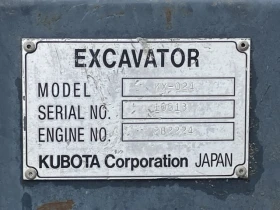 EXCAVATOR
MODEL
SERIAL NO.
ENGINE NO.
KUBOTA Corporation JAPAN